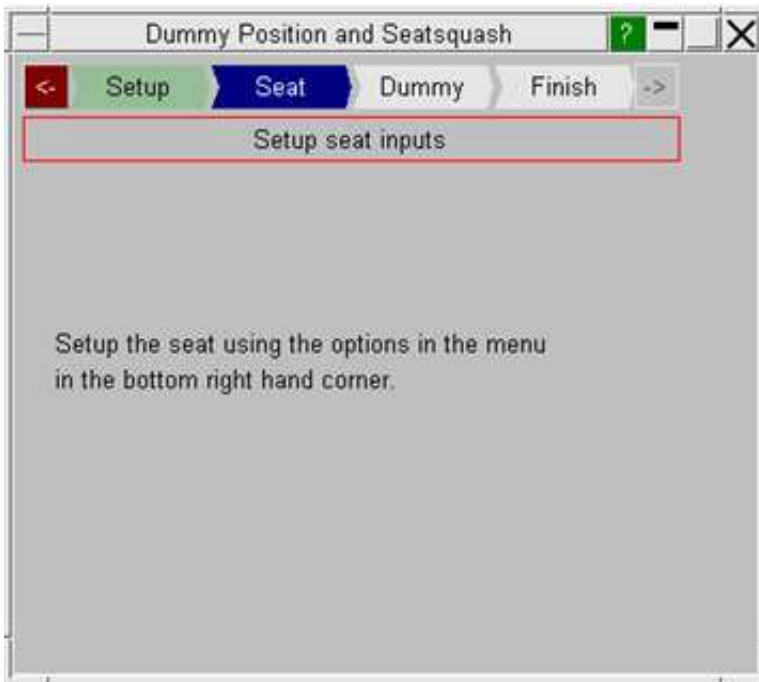 Dummy Position and Seatsquash ?
<- Setup Seat Dummy Finish ->
Setup seat inputs
Setup the seat using the options in the menu
in the bottom right hand corner.